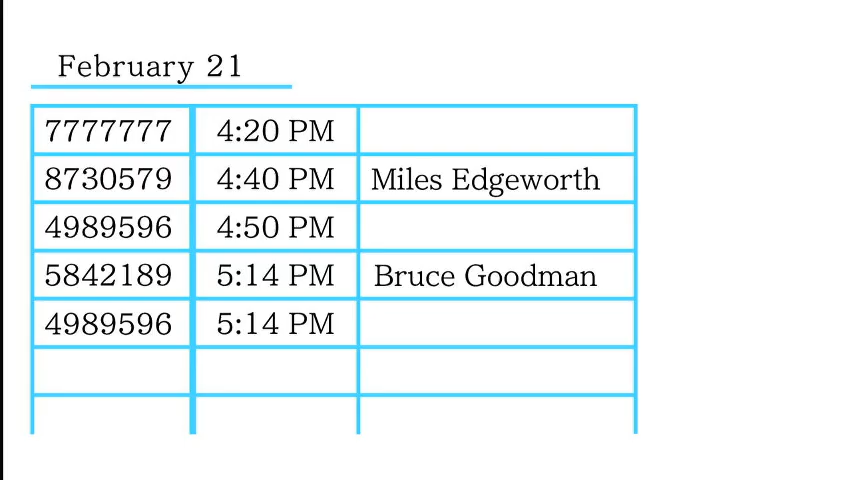 February 21
7777777 4:20 PM
8730579 4:40 PM Miles Edgeworth
4989596 4:50 PM
5842189 5:14 PM Bruce Goodman
4989596 5:14 PM